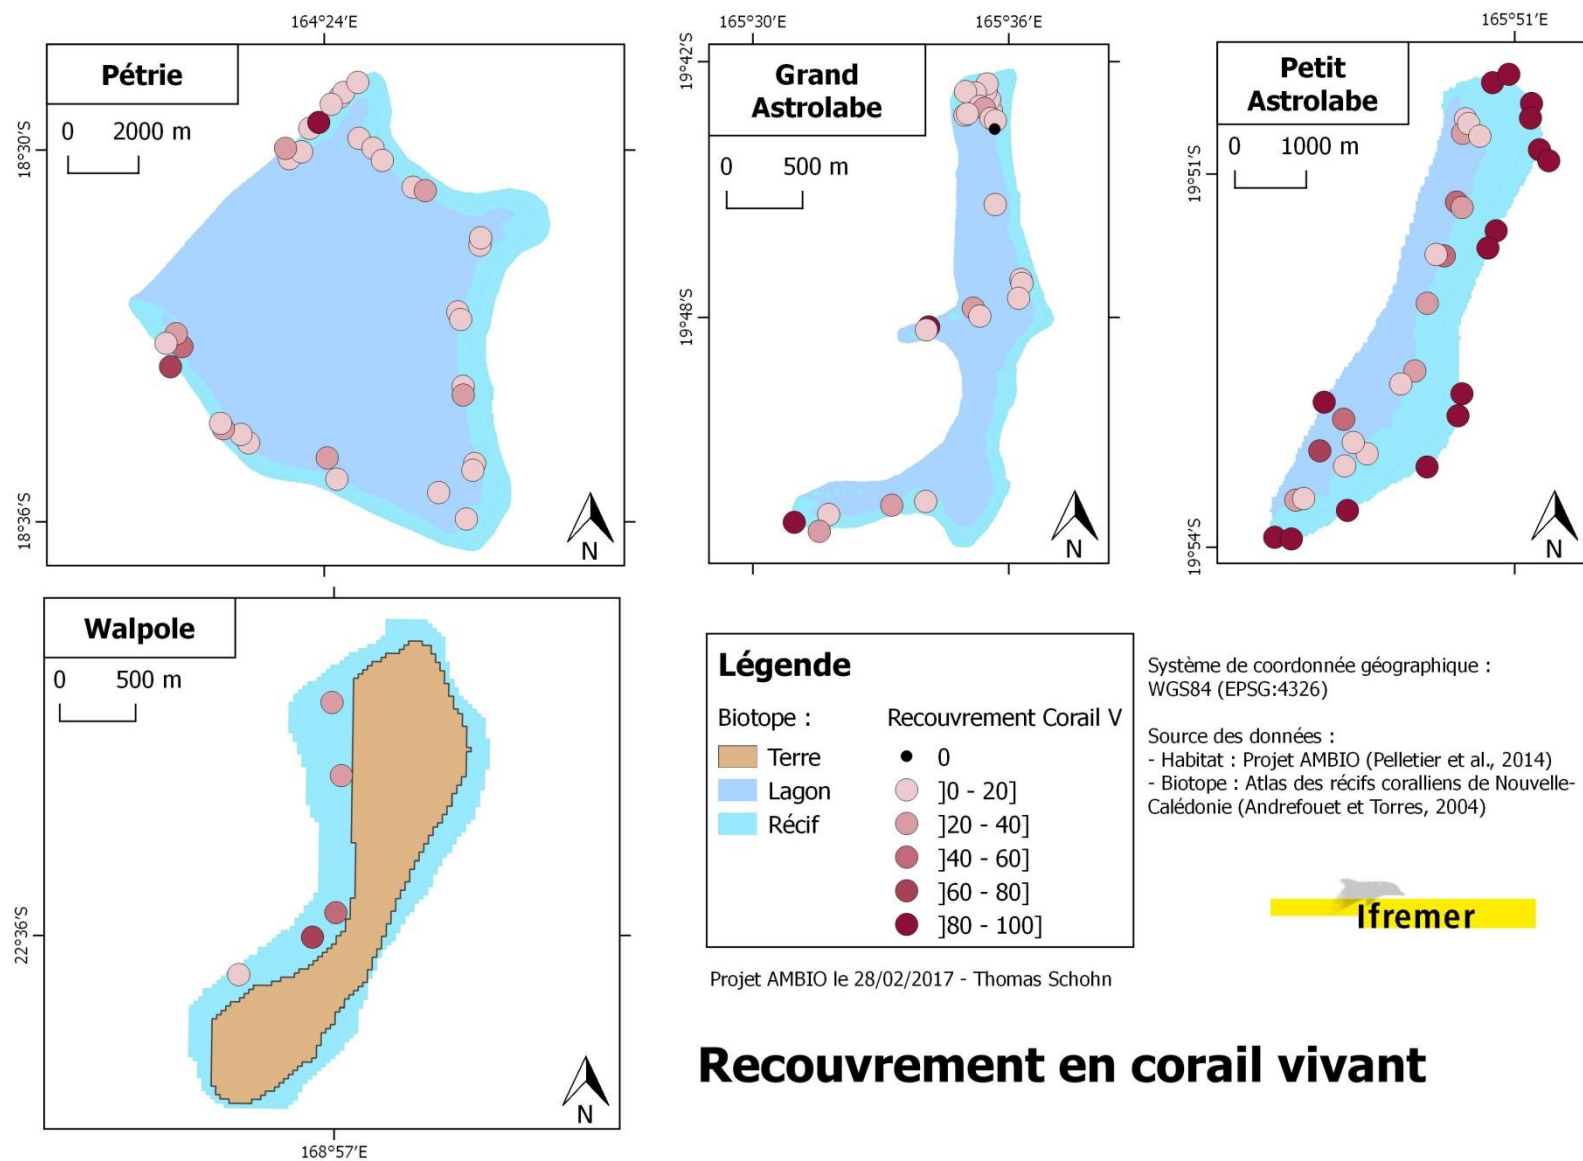 164°24′E
Pétrie
0 2000 m
18°30′S
18°36′S
N
165°30′E 165°36′E
Grand
Astrolabe
0 500 m
19°42′S
19°48′S
N
165°51′E
Petit
Astrolabe
0 1000 m
19°51′S
19°54′S
N
Walpole
0 500 m
22°36′S
N
168°57′E
Légende
Biotope :
Terre
Lagon
Récif
Recouvrement Corail V
0
]0 - 20]
]20 - 40]
]40 - 60]
]60 - 80]
]80 - 100]
Système de coordonnée géographique :
WGS84 (EPSG:4326)
Source des données :
- Habitat : Projet AMBIO (Pelletier et al., 2014)
- Biotope : Atlas des récifs coralliens de Nouvelle-
Calédonie (Andrefouet et Torres, 2004)
Ifremer
Projet AMBIO le 28/02/2017 - Thomas Schohn
Recouvrement en corail vivant